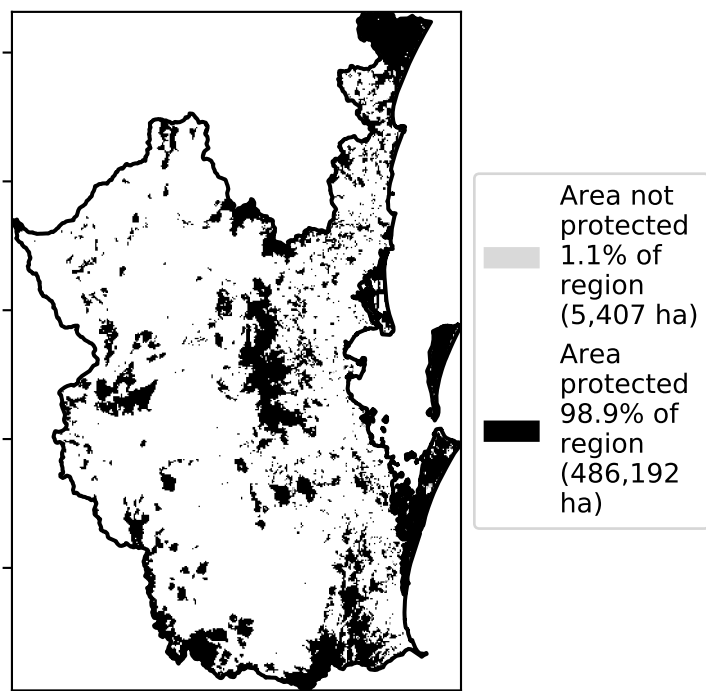 Area not
protected
1.1% of
region
(5,407 ha)
Area
protected
98.9% of
region
(486,192
ha)